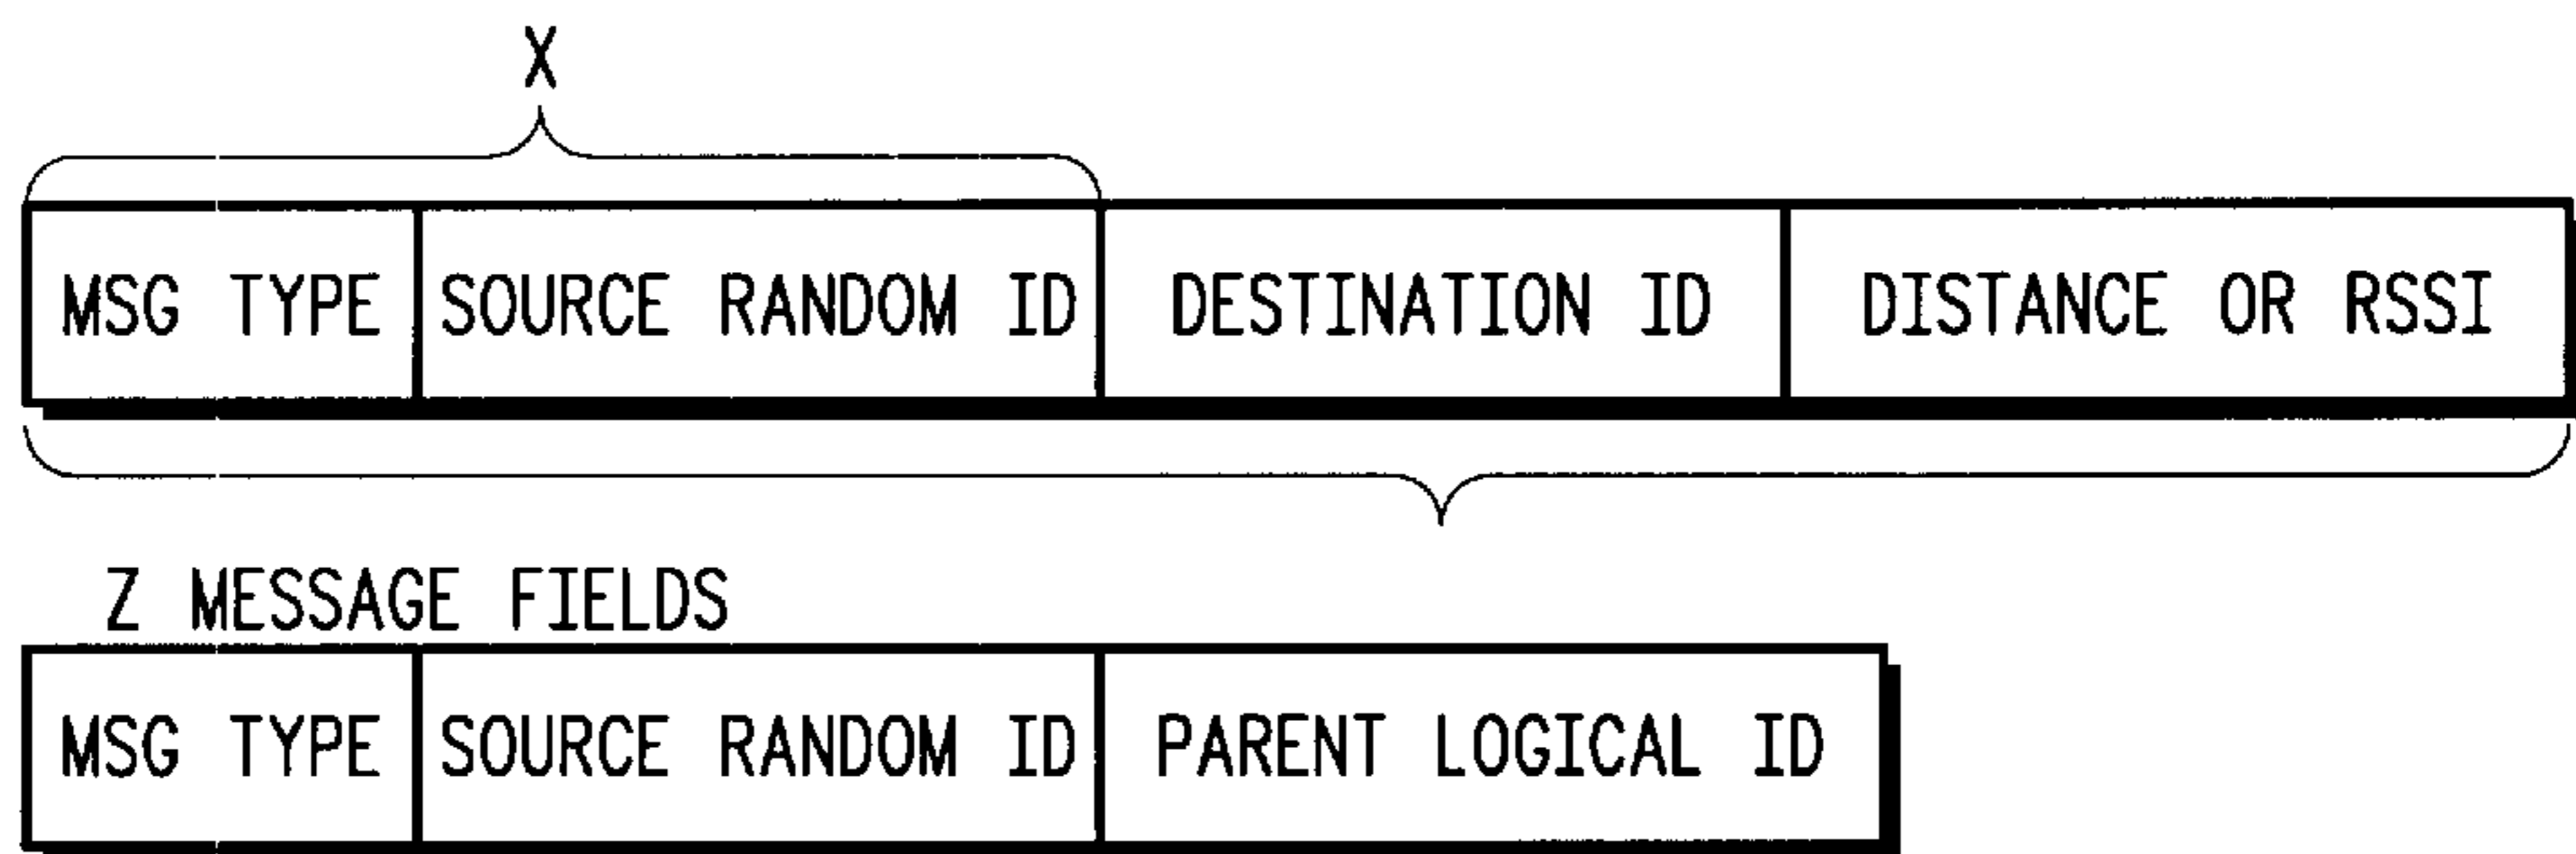 X
MSG TYPE SOURCE RANDOM ID DESTINATION ID DISTANCE OR RSSI
Z MESSAGE FIELDS
MSG TYPE SOURCE RANDOM ID PARENT LOGICAL ID